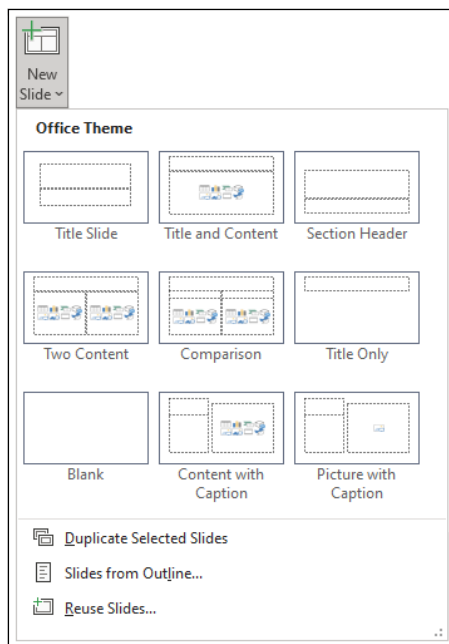 New
Slide
Office Theme
Title Slide
Title and Content
Section Header
Two Content
Comparison
Title Only
Blank
Content with
Caption
Picture with
Caption
Duplicate Selected Slides
Slides from Outline...
Reuse Slides...